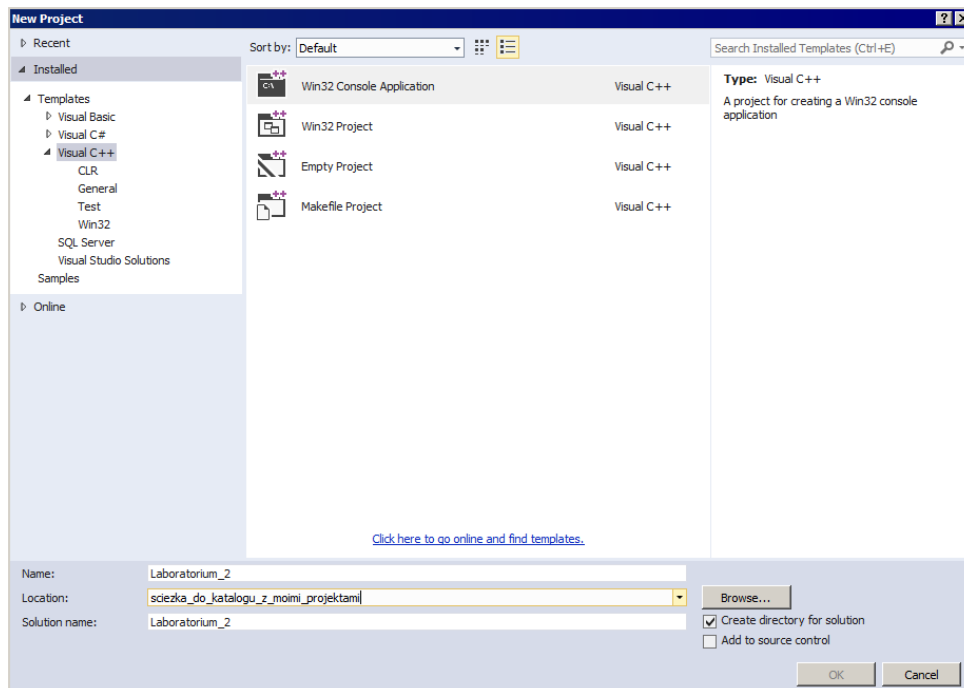 New Project
Recent
Sort by: Default
Search Installed Templates (Ctrl+E)
Installed
Templates
Visual Basic
Visual C#
Visual C++
CLR
General
Test
Win32
SQL Server
Visual Studio Solutions
Samples
Online
Win32 Console Application Visual C++
Win32 Project Visual C++
Empty Project Visual C++
Makefile Project Visual C++
Type: Visual C++
A project for creating a Win32 console
application
Click here to go online and find templates.
Name: Laboratorium_2
Location: sciezka_do_katalogu_z_moimi_projektami
Browse...
Solution name: Laboratorium_2
Create directory for solution
Add to source control
OK Cancel